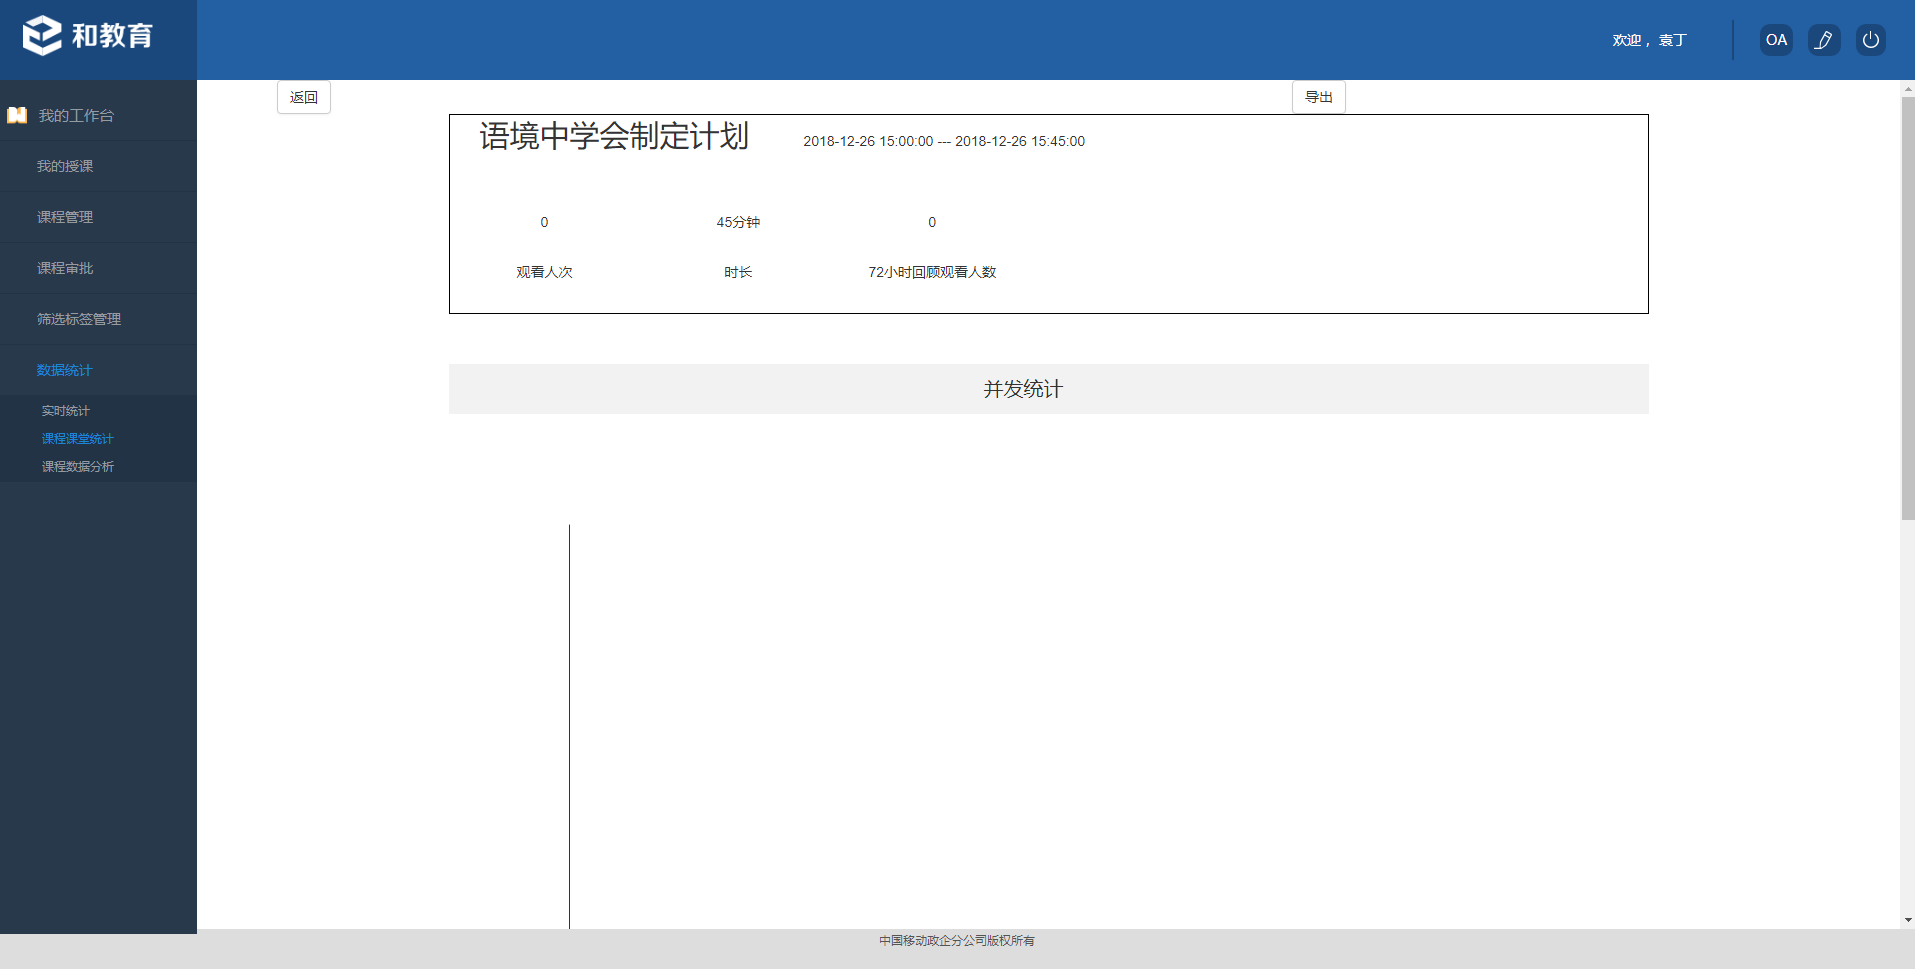 和教育
欢迎， 袁丁
OA
我的工作台
我的授课
课程管理
课程审批
筛选标签管理
数据统计
实时统计
课程课堂统计
课程数据分析
返回
导出
语境中学会制定计划
2018-12-26 15:00:00 --- 2018-12-26 15:45:00
0
45分钟
0
观看人次
时长
72小时回顾观看人数
并发统计
中国移动政企分公司版权所有